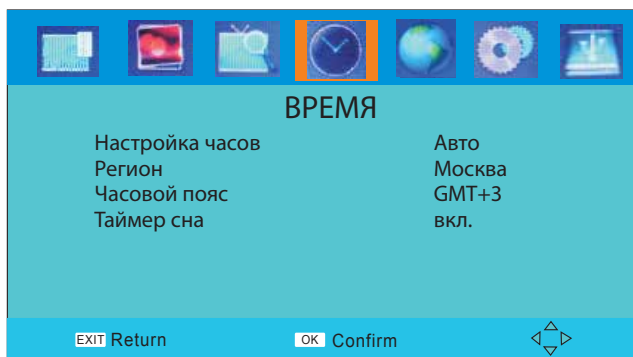 ВРЕМЯ
Настройка часов Авто
Регион Москва
Часовой пояс GMT+3
Таймер сна вкл.
EXIT Return OK Confirm